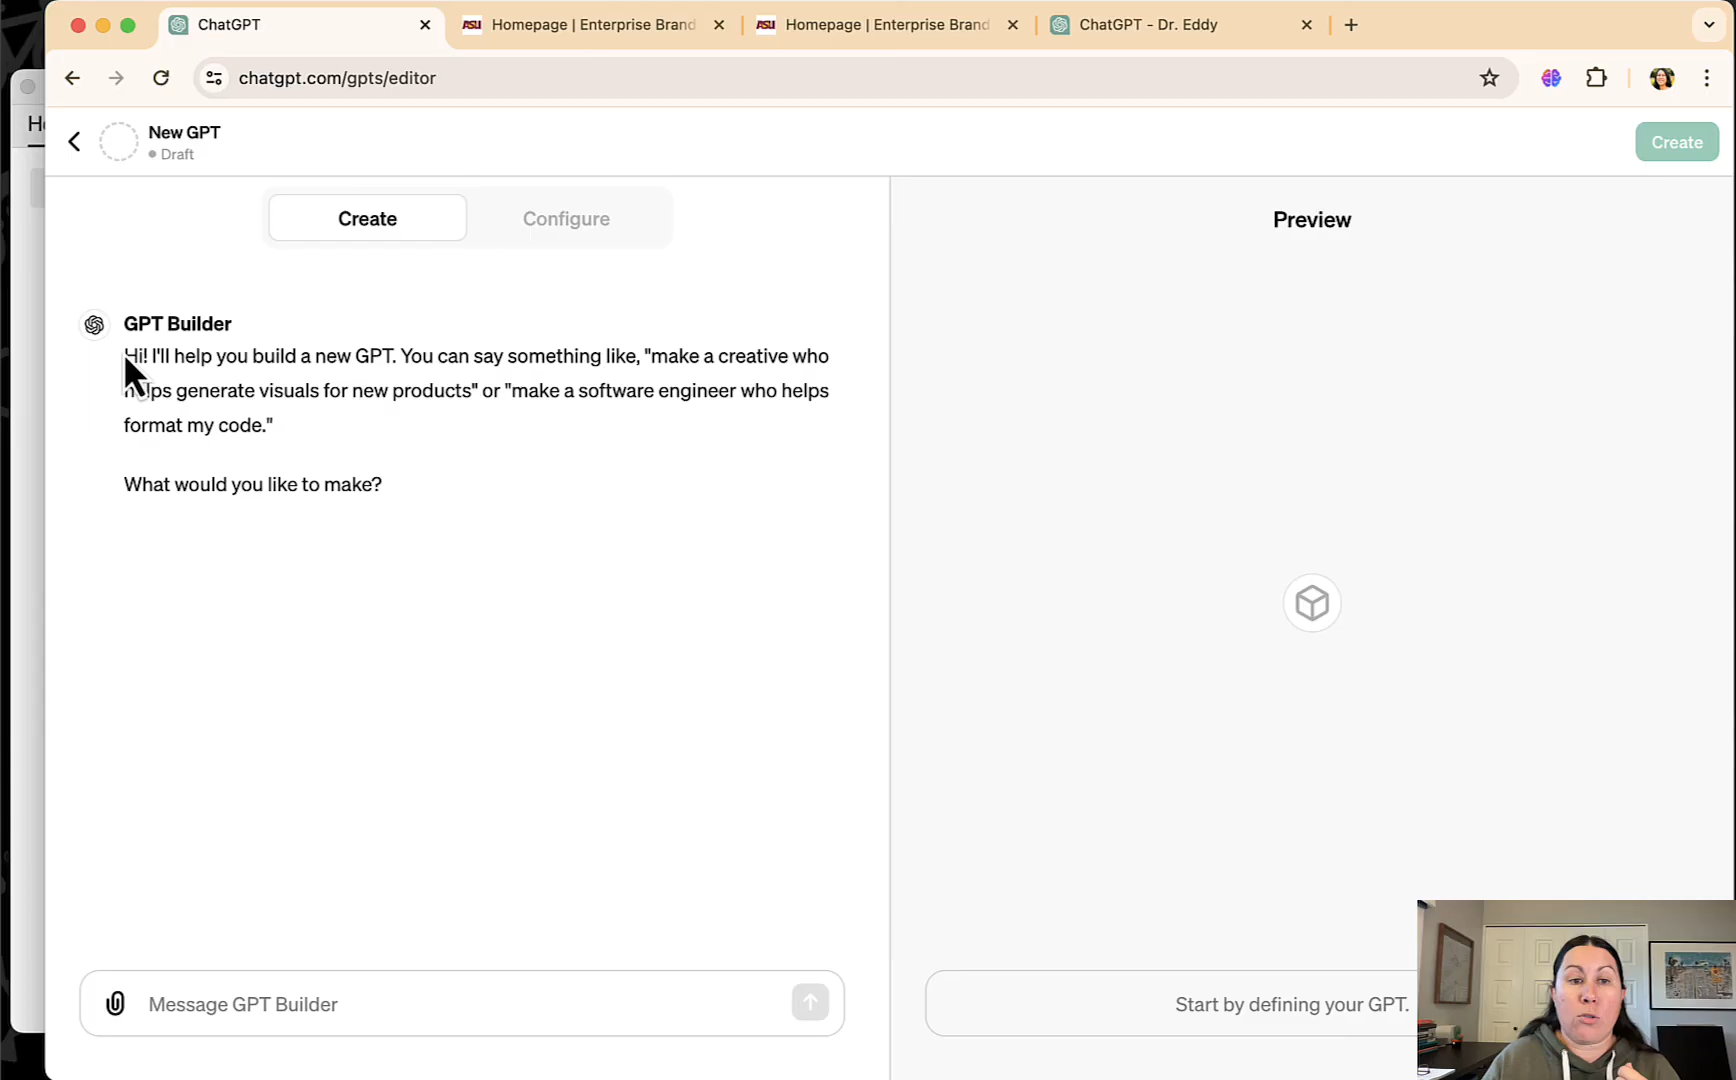 ChatGPT
ASU Homepage | Enterprise Brand
ASU Homepage | Enterprise Brand
ChatGPT - Dr. Eddy
chatgpt.com/gpts/editor
New GPT
Draft
Create
Create
Configure
Preview
GPT Builder
Hi! I'll help you build a new GPT. You can say something like, "make a creative who
helps generate visuals for new products" or "make a software engineer who helps
format my code."
What would you like to make?
Message GPT Builder
Start by defining your GPT.